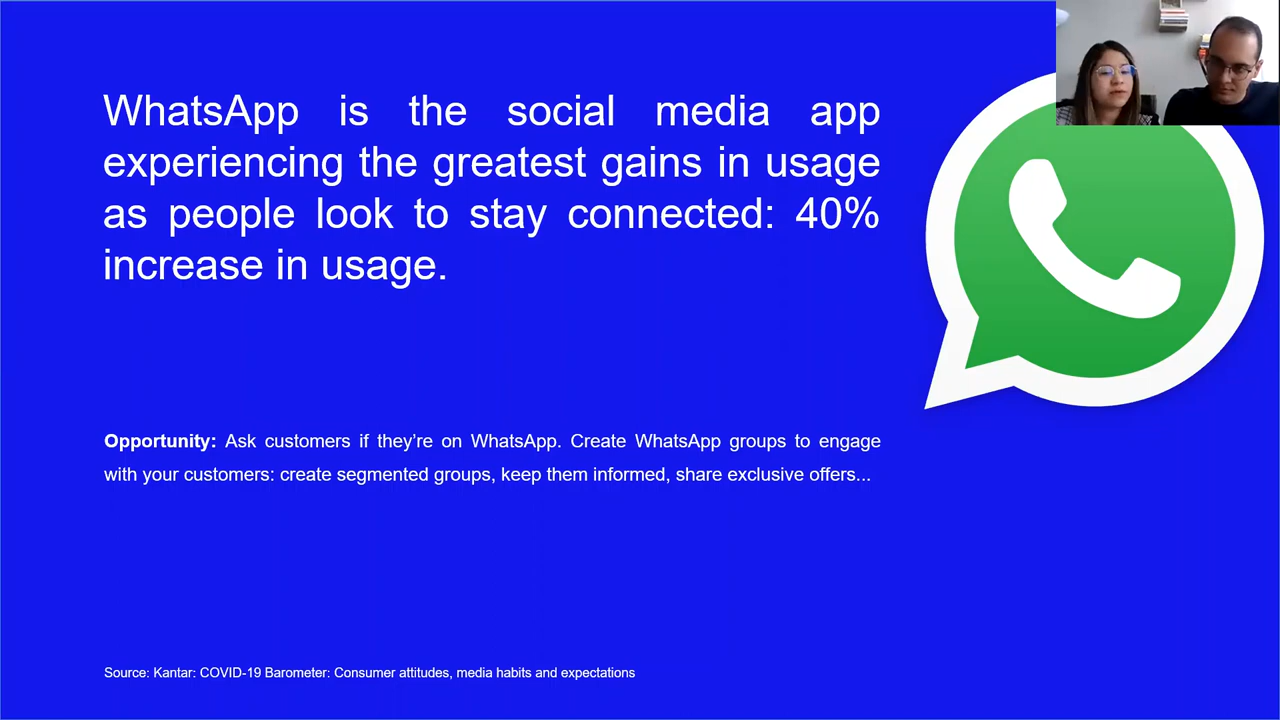 WhatsApp is the social media app
experiencing the greatest gains in usage
as people look to stay connected: 40%
increase in usage.
Opportunity: Ask customers if they’re on WhatsApp. Create WhatsApp groups to engage
with your customers: create segmented groups, keep them informed, share exclusive offers...
Source: Kantar: COVID-19 Barometer: Consumer attitudes, media habits and expectations